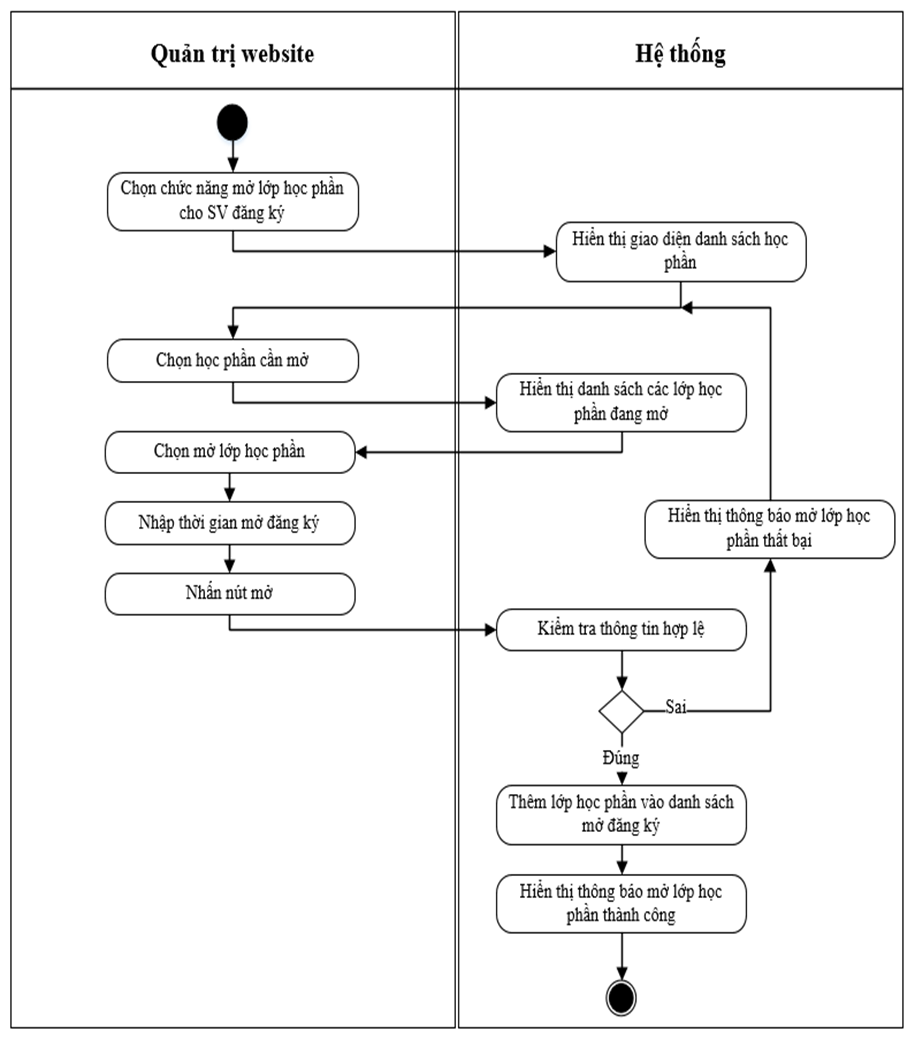 Quản trị website
Hệ thống
Chọn chức năng mở lớp học phần
cho SV đăng ký
Hiển thị giao diện danh sách học
phần
Chọn học phần cần mở
Hiển thị danh sách các lớp học
phần đang mở
Chọn mở lớp học phần
Nhập thời gian mở đăng ký
Hiển thị thông báo mở lớp học
phần thất bại
Nhấn nút mở
Kiểm tra thông tin hợp lệ
Sai
Đúng
Thêm lớp học phần vào danh sách
mở đăng ký
Hiển thị thông báo mở lớp học
phần thành công